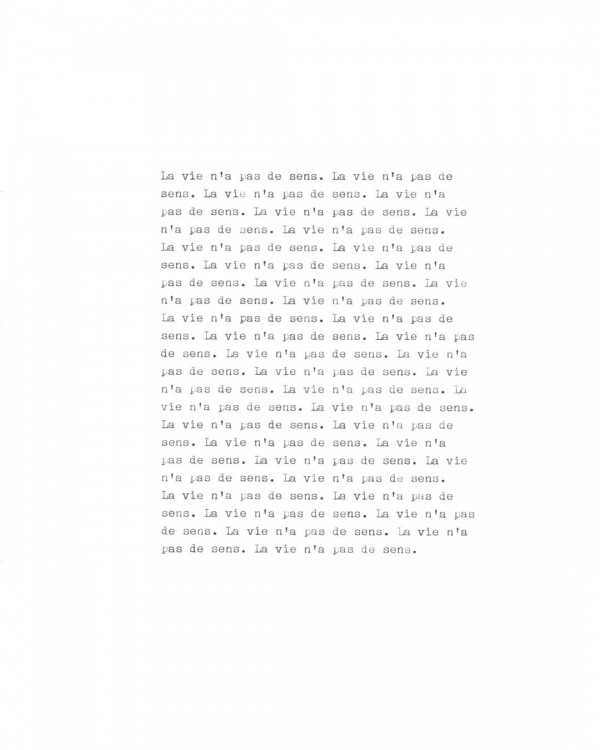 La vie n'a pas de sens. La vie n'a pas de
sens. La vie n'a pas de sens. La vie n'a
pas de sens. La vie n'a pas de sens. La vie
n'a pas de sens. La vie n'a pas de sens.
La vie n'a pas de sens. La vie n'a pas de
sens. La vie n'a pas de sens. La vie n'a
pas de sens. La vie n'a pas de sens. La vie
n'a pas de sens. La vie n'a pas de sens.
La vie n'a pas de sens. La vie n'a pas de
sens. La vie n'a pas de sens. La vie n'a pas
de sens. La vie n'a pas de sens. La vie n'a
pas de sens. La vie n'a pas de sens. La vie
n'a pas de sens. La vie n'a pas de sens. La
vie n'a pas de sens. La vie n'a pas de sens.
La vie n'a pas de sens. La vie n'a pas de
sens. La vie n'a pas de sens. La vie n'a
pas de sens. La vie n'a pas de sens. La vie
n'a pas de sens. La vie n'a pas de sens.
La vie n'a pas de sens. La vie n'a pas de
sens. La vie n'a pas de sens. La vie n'a pas
de sens. La vie n'a pas de sens. La vie n'a
pas de sens. La vie n'a pas de sens.